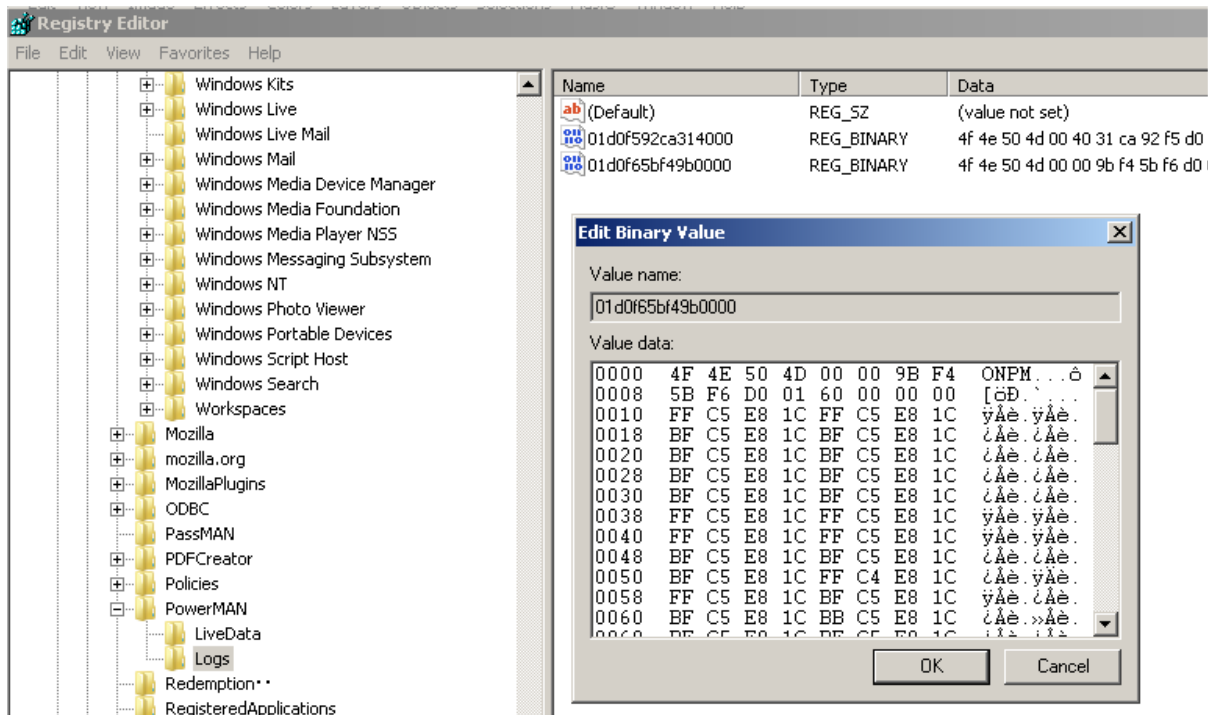 Registry Editor
File Edit View Favorites Help
Windows Kits
Windows Live
Windows Live Mail
Windows Mail
Windows Media Device Manager
Windows Media Foundation
Windows Media Player NSS
Windows Messaging Subsystem
Windows NT
Windows Photo Viewer
Windows Portable Devices
Windows Script Host
Windows Search
Workspaces
Mozilla
mozilla.org
MozillaPlugins
ODBC
PassMAN
PDFCreator
Policies
PowerMAN
LiveData
Logs
Redemption··
RegisteredApplications
Name Type Data
(Default) REG_SZ (value not set)
01d0f592ca314000 REG_BINARY 4f 4e 50 4d 00 40 31 ca 92 f5 d0
01d0f65bf49b0000 REG_BINARY 4f 4e 50 4d 00 00 9b f4 5b f6 d0
Edit Binary Value
Value name:
01d0f65bf49b0000
Value data:
0000 4F 4E 50 4D 00 00 9B F4 ONPM...ô
0008 5B F6 D0 01 60 00 00 00 [öÐ.`...
0010 FF C5 E8 1C FF C5 E8 1C ÿÅè.ÿÅè.
0018 BF C5 E8 1C BF C5 E8 1C ¿Åè.¿Åè.
0020 BF C5 E8 1C BF C5 E8 1C ¿Åè.¿Åè.
0028 BF C5 E8 1C BF C5 E8 1C ¿Åè.¿Åè.
0030 BF C5 E8 1C BF C5 E8 1C ¿Åè.¿Åè.
0038 FF C5 E8 1C FF C5 E8 1C ÿÅè.ÿÅè.
0040 FF C5 E8 1C FF C5 E8 1C ÿÅè.ÿÅè.
0048 BF C5 E8 1C BF C5 E8 1C ¿Åè.¿Åè.
0050 BF C5 E8 1C FF C4 E8 1C ¿Åè.ÿÄè.
0058 FF C5 E8 1C BF C5 E8 1C ÿÅè.¿Åè.
0060 BF C5 E8 1C BB C5 E8 1C ¿Åè.»Åè.
OK Cancel